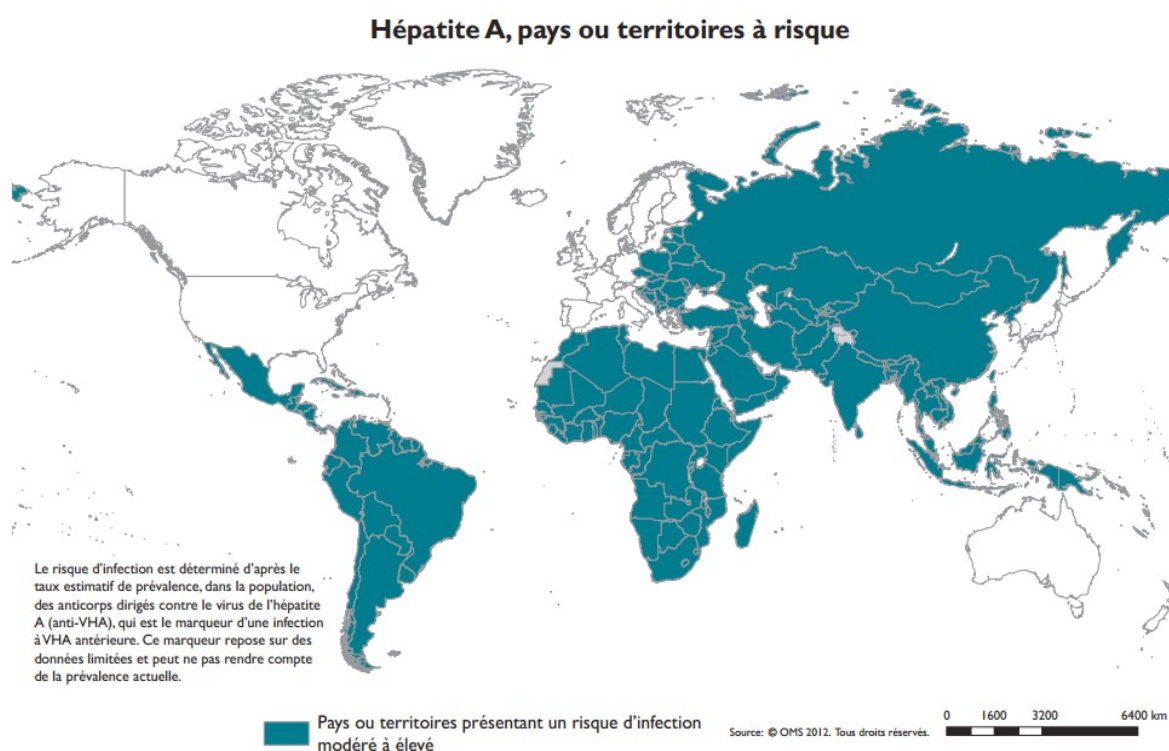 Hépatite A, pays ou territoires à risque
Le risque d'infection est déterminé d'après le
taux estimatif de prévalence, dans la population,
des anticorps dirigés contre le virus de l'hépatite
A (anti-VHA), qui est le marqueur d'une infection
à VHA antérieure. Ce marqueur repose sur des
données limitées et peut ne pas rendre compte
de la prévalence actuelle.
Pays ou territoires présentant un risque d'infection
modéré à élevé
Source: © OMS 2012. Tous droits réservés.
0 1600 3200 6400 km